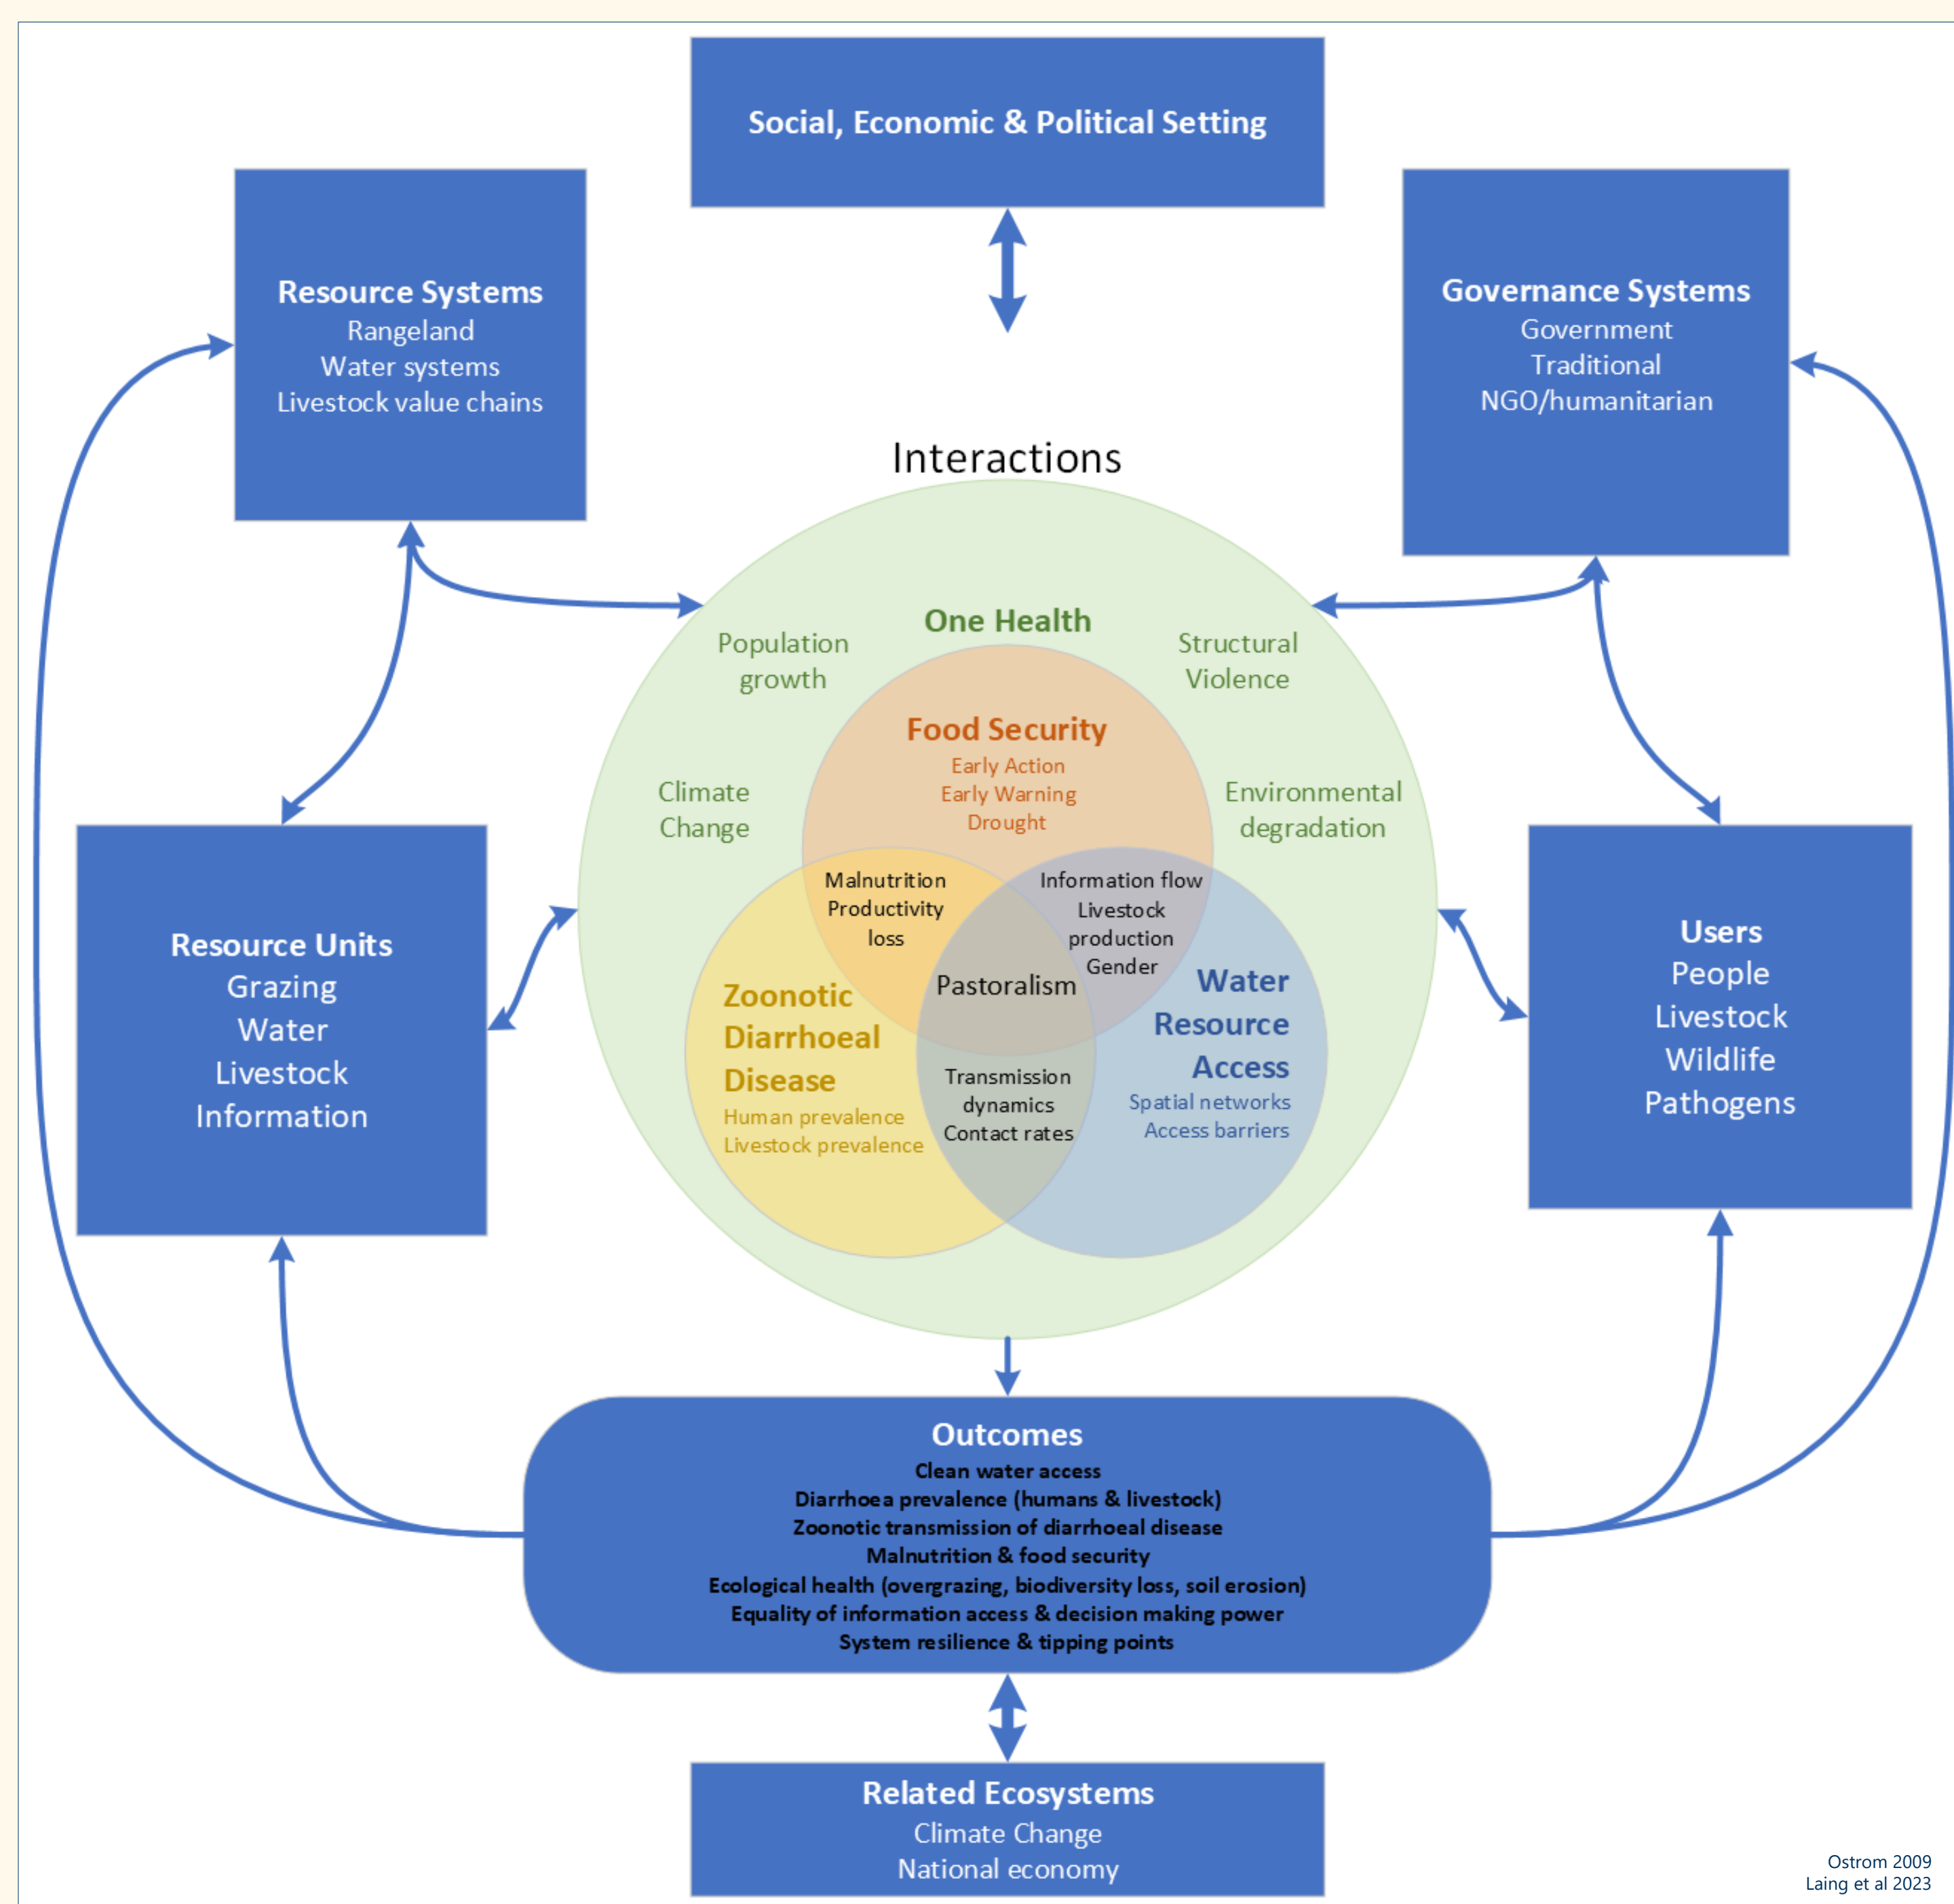 Social, Economic & Political Setting
Resource Systems
Rangeland
Water systems
Livestock value chains
Governance Systems
Government
Traditional
NGO/humanitarian
Interactions
One Health
Population
growth
Structural
Violence
Climate
Change
Environmental
degradation
Food Security
Early Action
Early Warning
Drought
Malnutrition
Productivity
loss
Information flow
Livestock
production
Gender
Pastoralism
Zoonotic
Diarrhoeal
Disease
Human prevalence
Livestock prevalence
Water
Resource
Access
Spatial networks
Access barriers
Transmission
dynamics
Contact rates
Resource Units
Grazing
Water
Livestock
Information
Users
People
Livestock
Wildlife
Pathogens
Outcomes
Clean water access
Diarrhoea prevalence (humans & livestock)
Zoonotic transmission of diarrhoeal disease
Malnutrition & food security
Ecological health (overgrazing, biodiversity loss, soil erosion)
Equality of information access & decision making power
System resilience & tipping points
Related Ecosystems
Climate Change
National economy
Ostrom 2009
Laing et al 2023